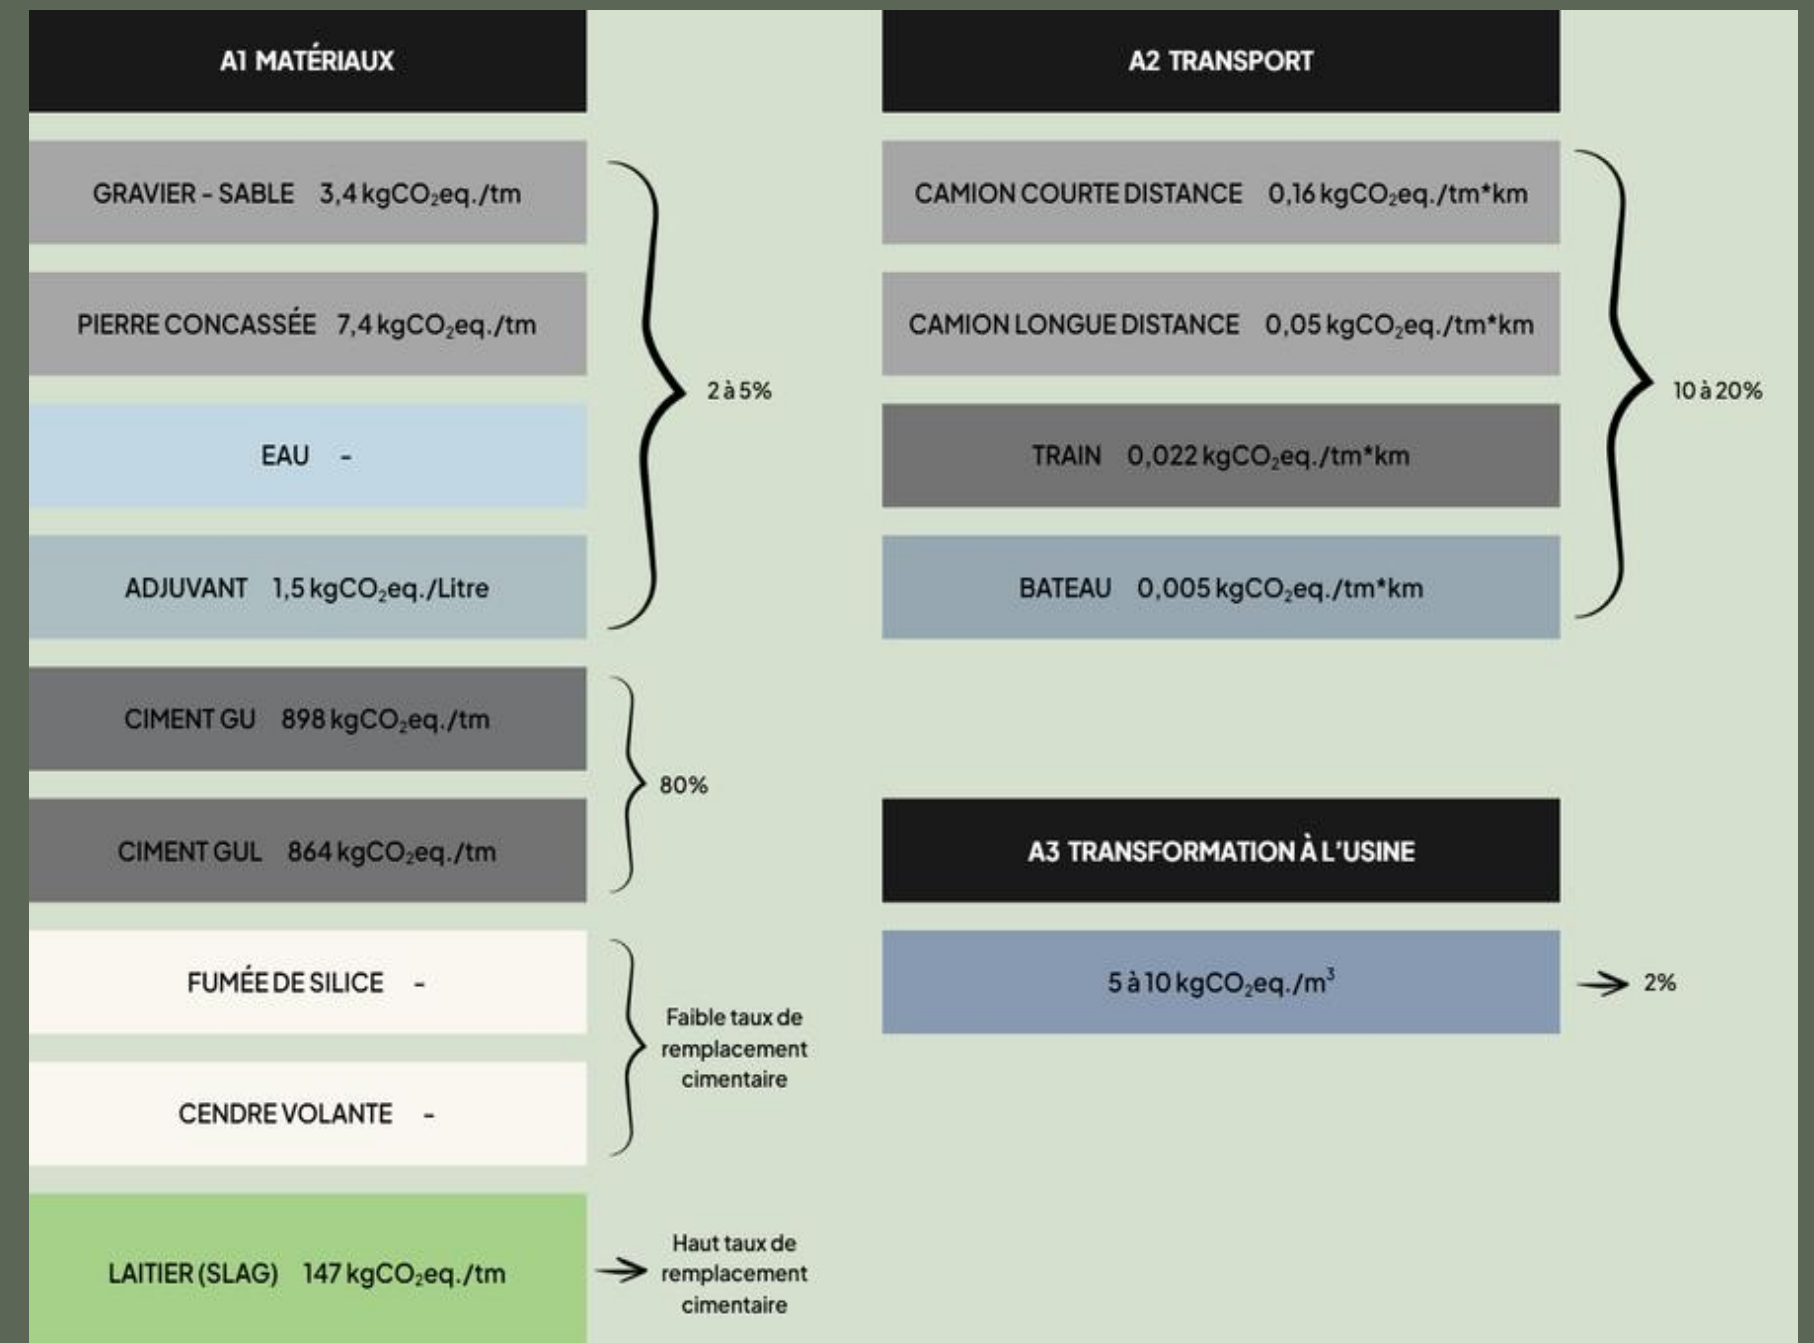 A1 MATÉRIAUX
GRAVIER - SABLE 3,4 kgCO₂eq./tm
PIERRE CONCASSÉE 7,4 kgCO₂eq./tm
EAU -
ADJUVANT 1,5 kgCO₂eq./Litre
2 à 5%
CIMENT GU 898 kgCO₂eq./tm
CIMENT GUL 864 kgCO₂eq./tm
80%
FUMÉE DE SILICE -
CENDRE VOLANTE -
Faible taux de
remplacement
cimentaire
LAITIER (SLAG) 147 kgCO₂eq./tm
Haut taux de
remplacement
cimentaire
A2 TRANSPORT
CAMION COURTE DISTANCE 0,16 kgCO₂eq./tm*km
CAMION LONGUE DISTANCE 0,05 kgCO₂eq./tm*km
TRAIN 0,022 kgCO₂eq./tm*km
BATEAU 0,005 kgCO₂eq./tm*km
10 à 20%
A3 TRANSFORMATION À L'USINE
5 à 10 kgCO₂eq./m³
2%